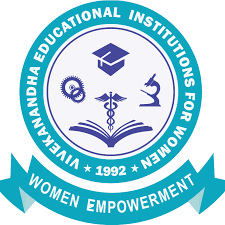 VIVEKANANDHA EDUCATIONAL INSTITUTIONS FOR WOMEN
* 1992 *
WOMEN EMPOWERMENT